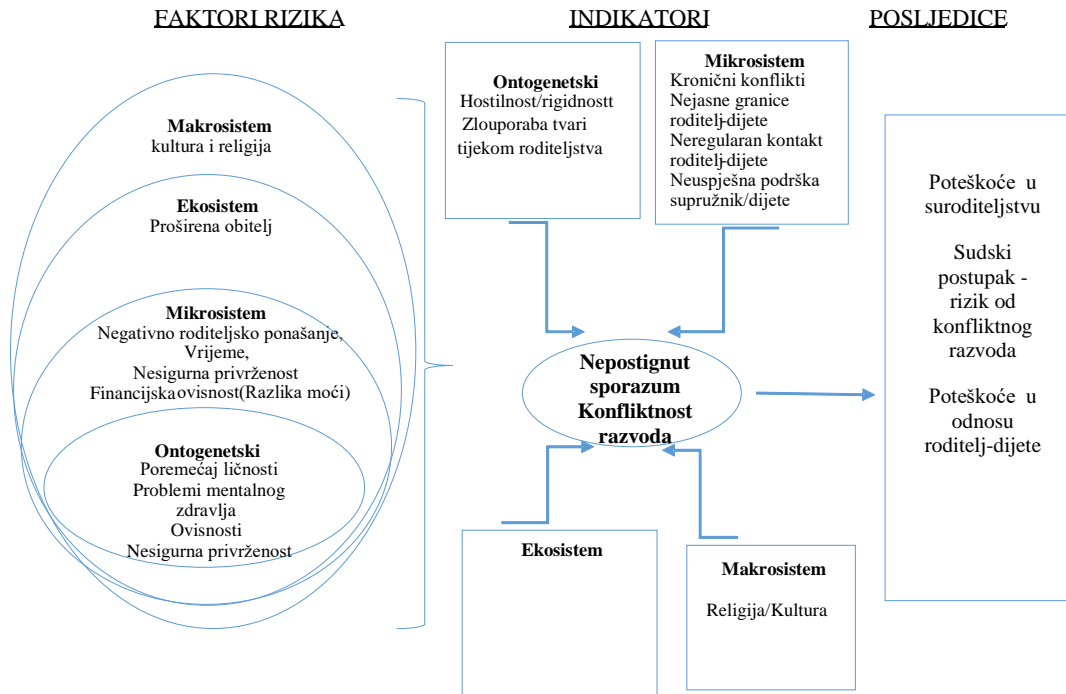 FAKTORI RIZIKA
INDIKATORI
POSLJEDICE
Makrosistem
kultura i religija
Ekosistem
Proširena obitelj
Mikrosistem
Negativno roditeljsko ponašanje,
Vrijeme,
Nesigurna privrženost
Financijska ovisnost(Razlika moći)
Ontogenetski
Poremećaj ličnosti
Problemi mentalnog
zdravlja
Ovisnosti
Nesigurna privrženost
Ontogenetski
Hostilnost/rigidnostt
Zlouporaba tvari
tijekom roditeljstva
Mikrosistem
Kronični konflikti
Nejasne granice
roditelj-dijete
Neregularan kontakt
roditelj-dijete
Neuspješna podrška
supružnik/dijete
Nepostignut
sporazum
Konfliktnost
razvoda
Ekosistem
Makrosistem
Religija/Kultura
Poteškoće u
suroditeljstvu
Sudski
postupak -
rizik od
konfliktnog
razvoda
Poteškoće u
odnosu
roditelj-dijete